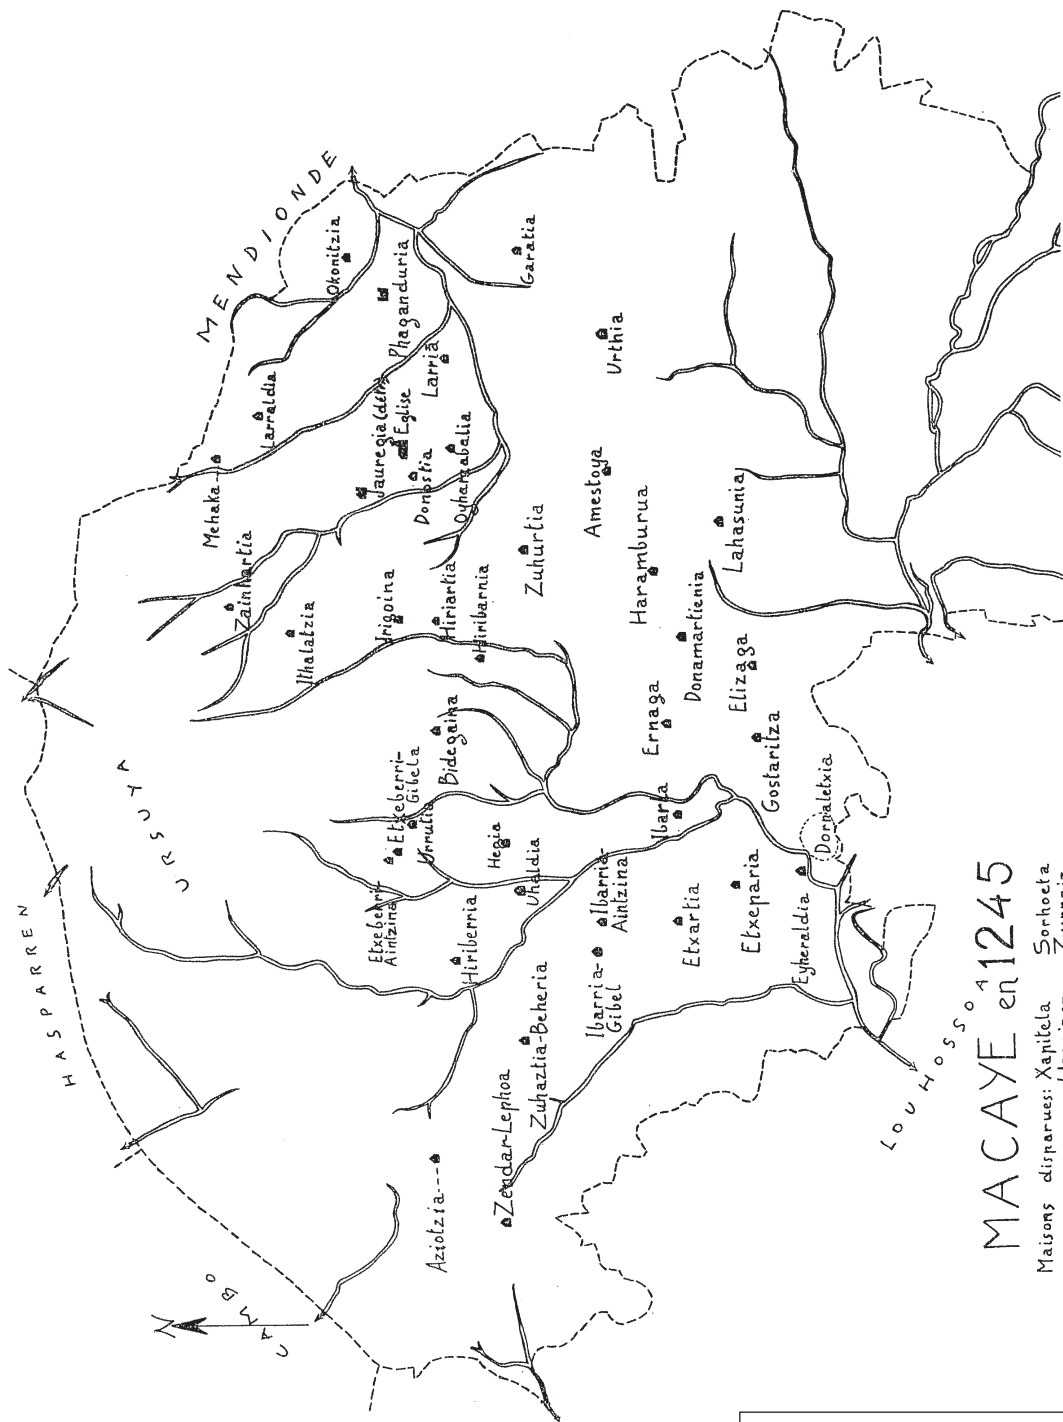 MENDIONDE
HASPARREN
URSUYA
CAMBO
N
Okonitzia
Larraldia
Phaganduria
Garatia
Mehaka
Jauregia
Eglise
Larria
Urthia
Zainhartia
Donostia
Oyhanzabalia
Amestoya
Ithalatzia
Irigoina
Hiriartia
Hiribarnia
Zuhurtia
Haramburua
Lahasunia
Donamartienia
Elizaga
Etxeberri-
Gibela
Bidegaina
Ernaga
Urrutia
Gostaritza
Hegia
Ibarra
Dornaletxia
Etxeberri-
Aintzina
Uhaldia
Ibarria-
Aintzina
Hiriberria
Etxartia
Etxeparia
Eyheraldia
Ibarria-
Gibel
Zuhaztia-Beheria
Zendar-Lephoa
Aziotzia
LOUHOSSOA
MACAYE en 1245
Maisons disparues: Xapitela Sorhoeta